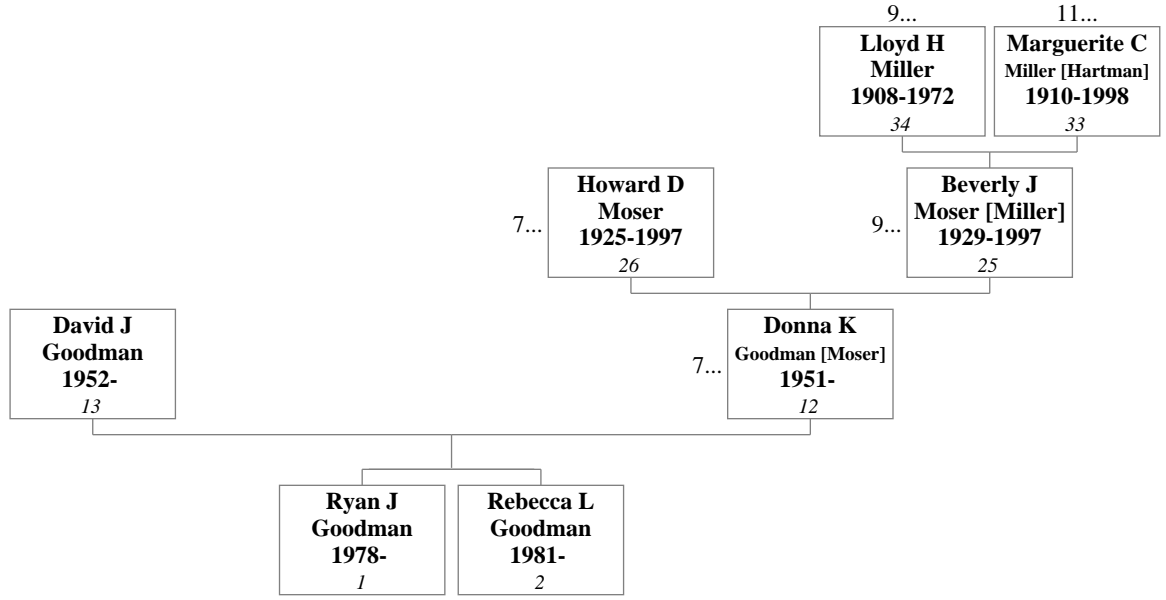 9...
11...
Lloyd H
Miller
1908-1972
34
Marguerite C
Miller [Hartman]
1910-1998
33
7...
Howard D
Moser
1925-1997
26
9...
Beverly J
Moser [Miller]
1929-1997
25
David J
Goodman
1952-
13
7...
Donna K
Goodman [Moser]
1951-
12
Ryan J
Goodman
1978-
1
Rebecca L
Goodman
1981-
2